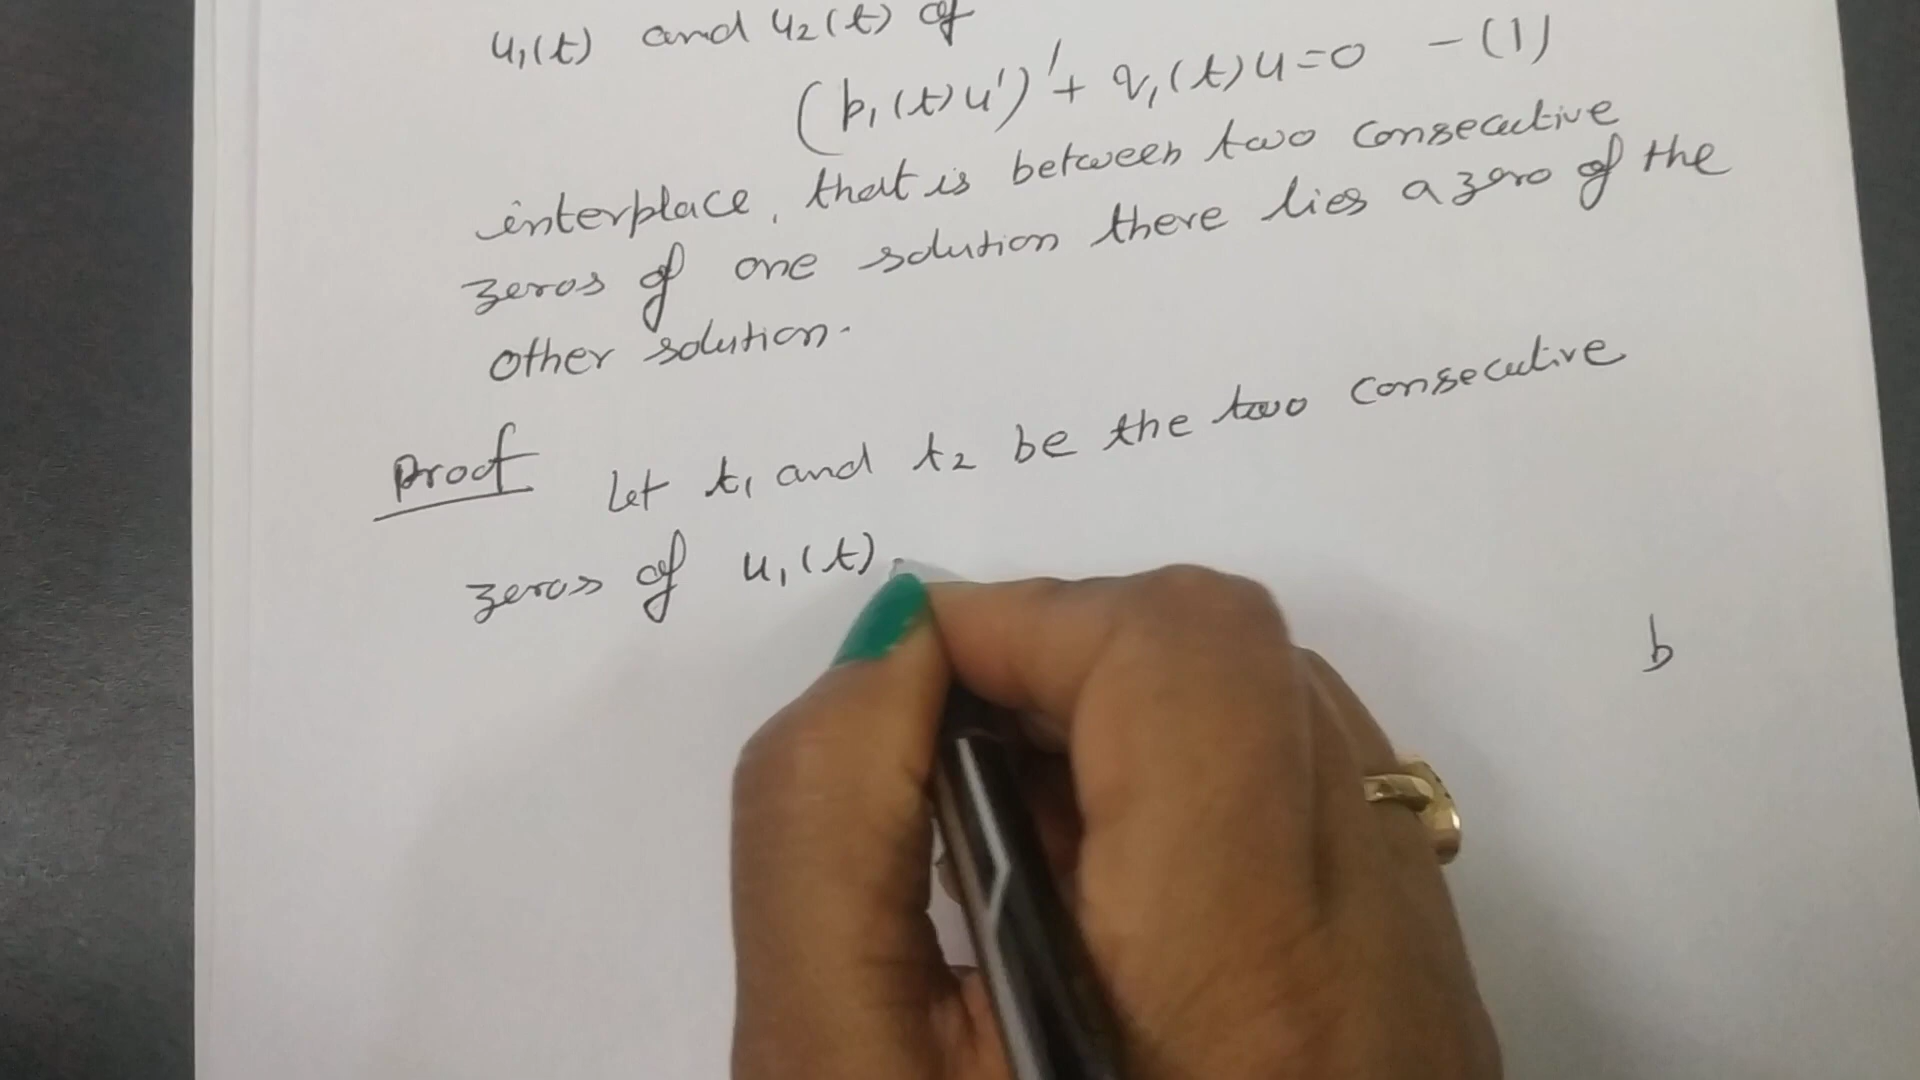 u₁(t) and u₂(t) of
(p₁(t)u')' + q₁(t)u=0 - (1)
interplace, that is between two consecutive
zeros of one solution there lies a zero of the
other solution.
Proof Let t₁ and t₂ be the two consecutive
zeros of u₁(t).
b